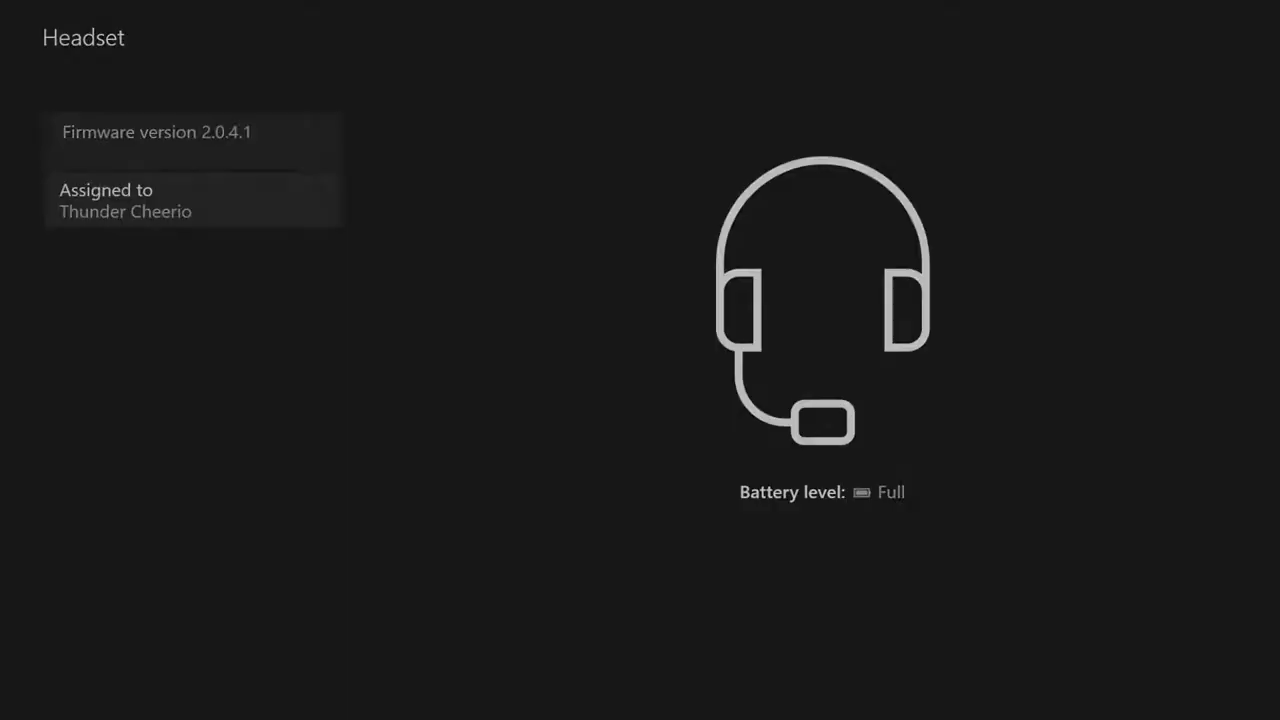 Headset
Firmware version 2.0.4.1
Assigned to
Thunder Cheerio
Battery level: Full